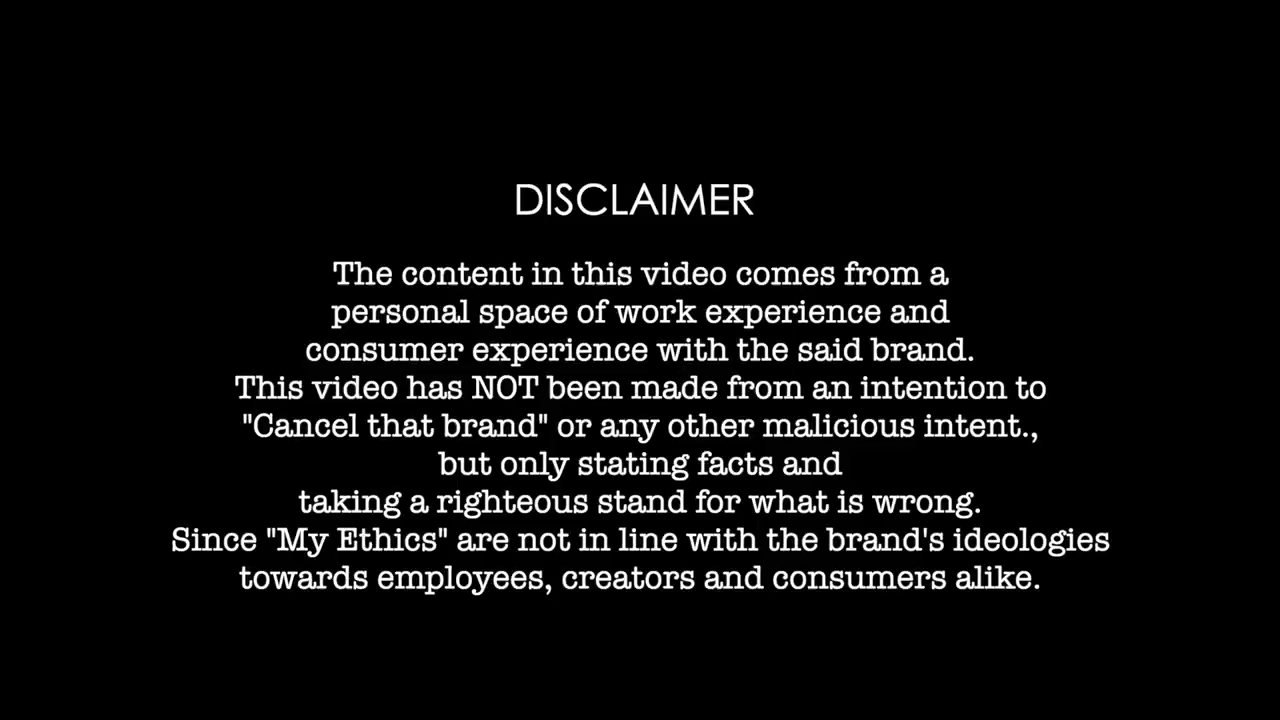 DISCLAIMER
The content in this video comes from a
personal space of work experience and
consumer experience with the said brand.
This video has NOT been made from an intention to
"Cancel that brand" or any other malicious intent.,
but only stating facts and
taking a righteous stand for what is wrong.
Since "My Ethics" are not in line with the brand's ideologies
towards employees, creators and consumers alike.